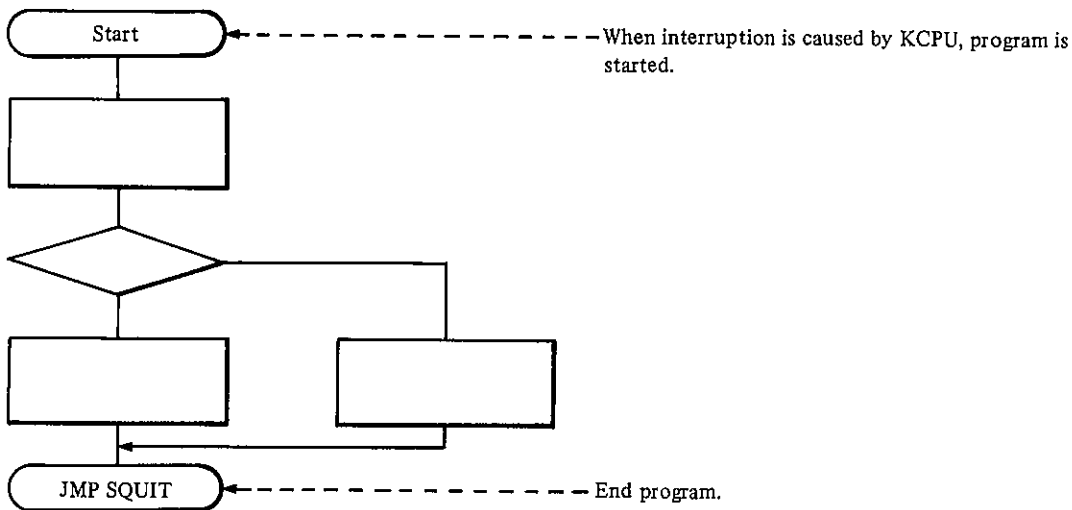 Start
When interruption is caused by KCPU, program is
started.
JMP SQUIT
End program.